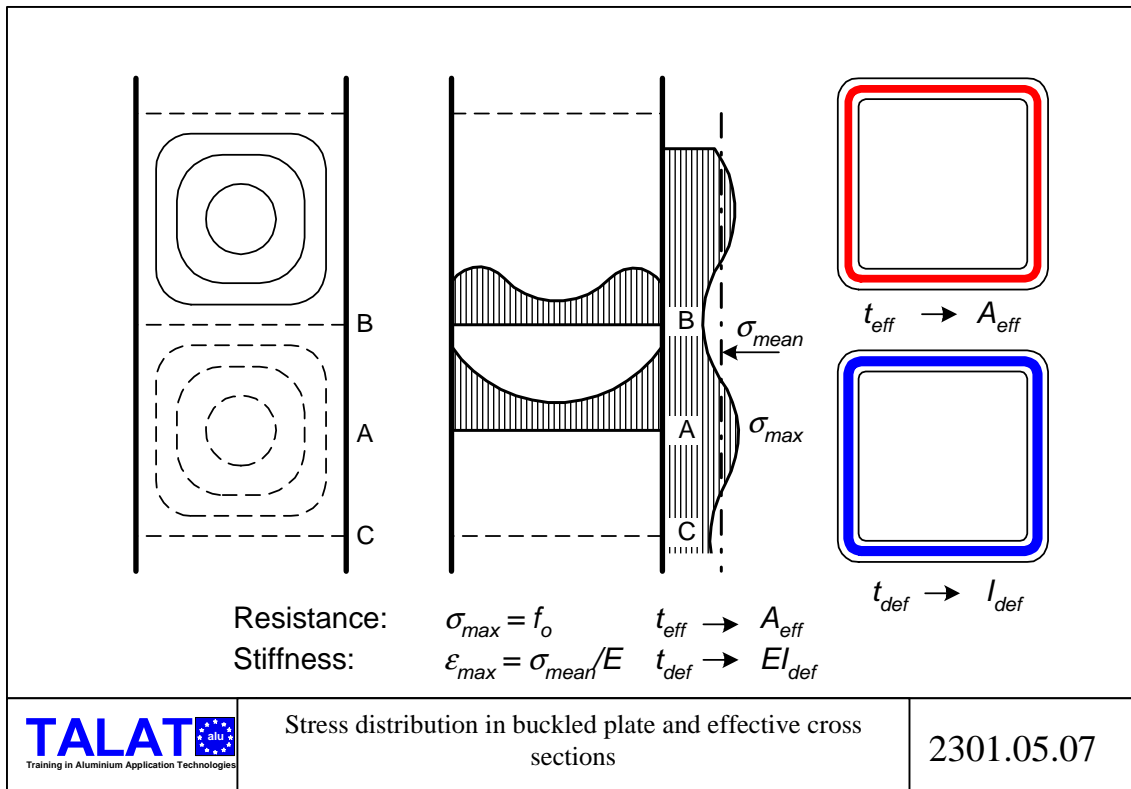 B
A
C
B
A
C
σmean
σmax
teff → Aeff
tdef → Idef
Resistance: σmax = fo teff → Aeff
Stiffness: εmax = σmean/E tdef → EIdef
TALAT alu
Training in Aluminium Application Technologies
Stress distribution in buckled plate and effective cross
sections
2301.05.07